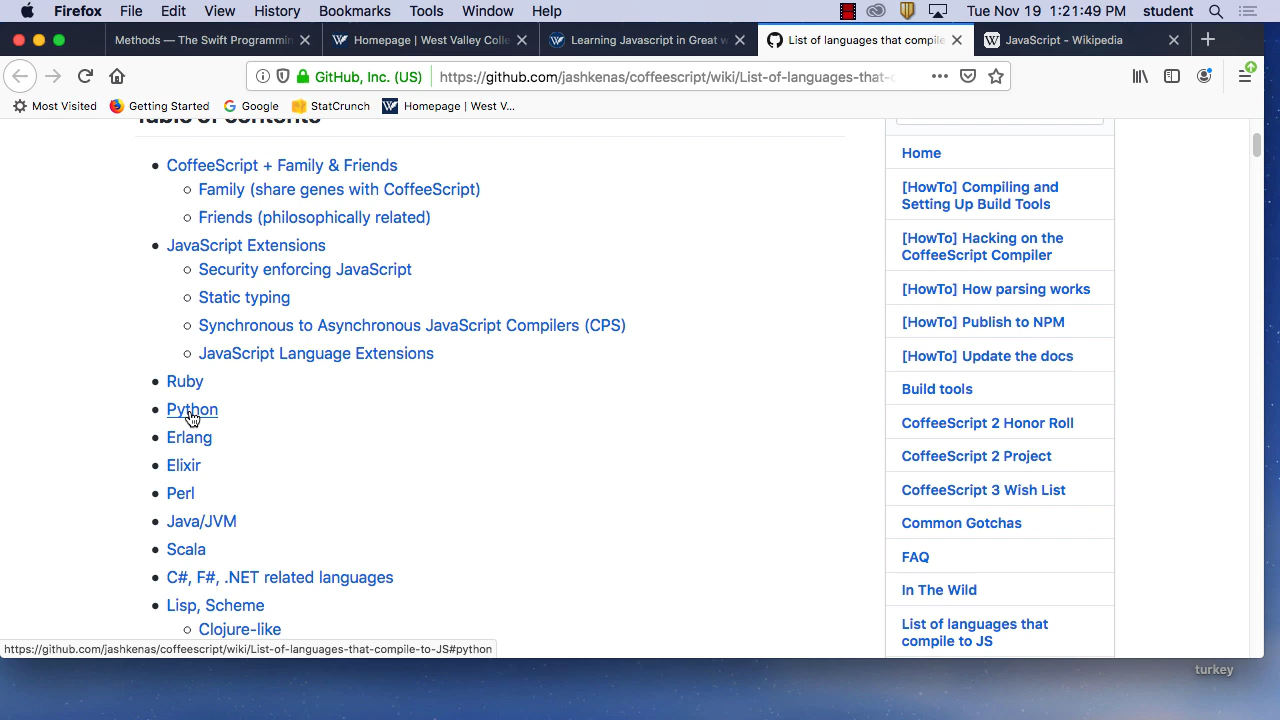 Firefox File Edit View History Bookmarks Tools Window Help Tue Nov 19 1:21:49 PM student
Methods — The Swift Programmin Homepage | West Valley Colle Learning Javascript in Great w List of languages that compile JavaScript - Wikipedia
GitHub, Inc. (US) https://github.com/jashkenas/coffeescript/wiki/List-of-languages-that-c
Most Visited Getting Started Google StatCrunch Homepage | West V...
Table of contents
CoffeeScript + Family & Friends
Family (share genes with CoffeeScript)
Friends (philosophically related)
JavaScript Extensions
Security enforcing JavaScript
Static typing
Synchronous to Asynchronous JavaScript Compilers (CPS)
JavaScript Language Extensions
Ruby
Python
Erlang
Elixir
Perl
Java/JVM
Scala
C#, F#, .NET related languages
Lisp, Scheme
Clojure-like
Home
[HowTo] Compiling and
Setting Up Build Tools
[HowTo] Hacking on the
CoffeeScript Compiler
[HowTo] How parsing works
[HowTo] Publish to NPM
[HowTo] Update the docs
Build tools
CoffeeScript 2 Honor Roll
CoffeeScript 2 Project
CoffeeScript 3 Wish List
Common Gotchas
FAQ
In The Wild
List of languages that
compile to JS
https://github.com/jashkenas/coffeescript/wiki/List-of-languages-that-compile-to-JS#python
turkey